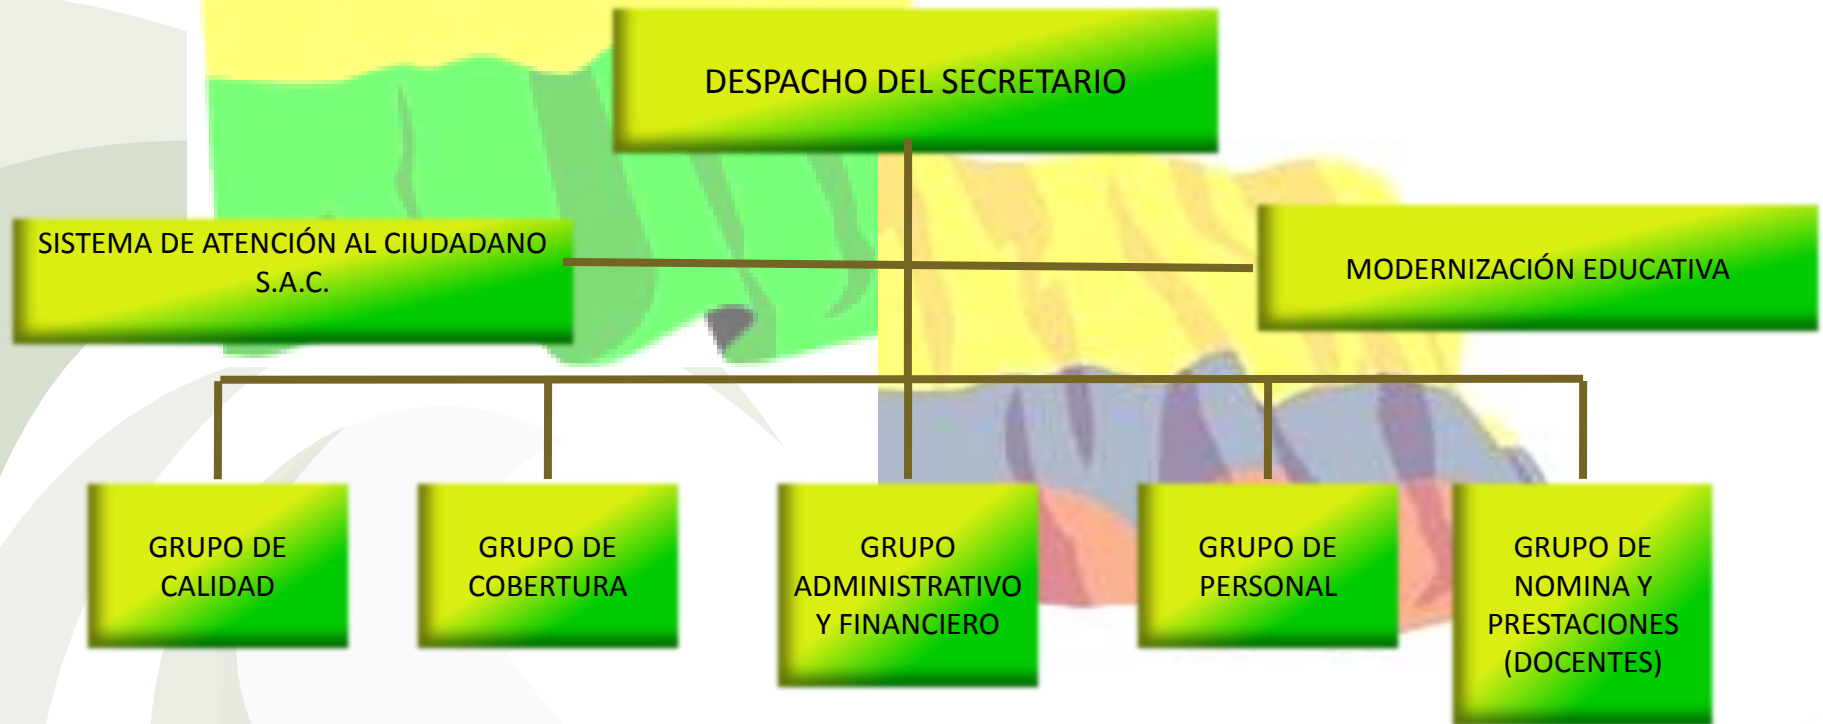 DESPACHO DEL SECRETARIO
SISTEMA DE ATENCIÓN AL CIUDADANO
S.A.C.
MODERNIZACIÓN EDUCATIVA
GRUPO DE
CALIDAD
GRUPO DE
COBERTURA
GRUPO
ADMINISTRATIVO
Y FINANCIERO
GRUPO DE
PERSONAL
GRUPO DE
NOMINA Y
PRESTACIONES
(DOCENTES)